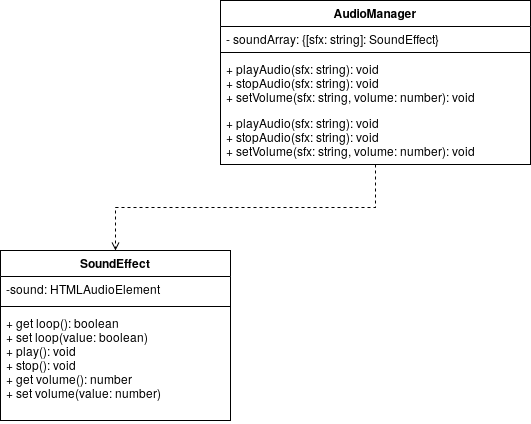 AudioManager
- soundArray: {[sfx: string]: SoundEffect}
+ playAudio(sfx: string): void
+ stopAudio(sfx: string): void
+ setVolume(sfx: string, volume: number): void
+ playAudio(sfx: string): void
+ stopAudio(sfx: string): void
+ setVolume(sfx: string, volume: number): void
SoundEffect
-sound: HTMLAudioElement
+ get loop(): boolean
+ set loop(value: boolean)
+ play(): void
+ stop(): void
+ get volume(): number
+ set volume(value: number)